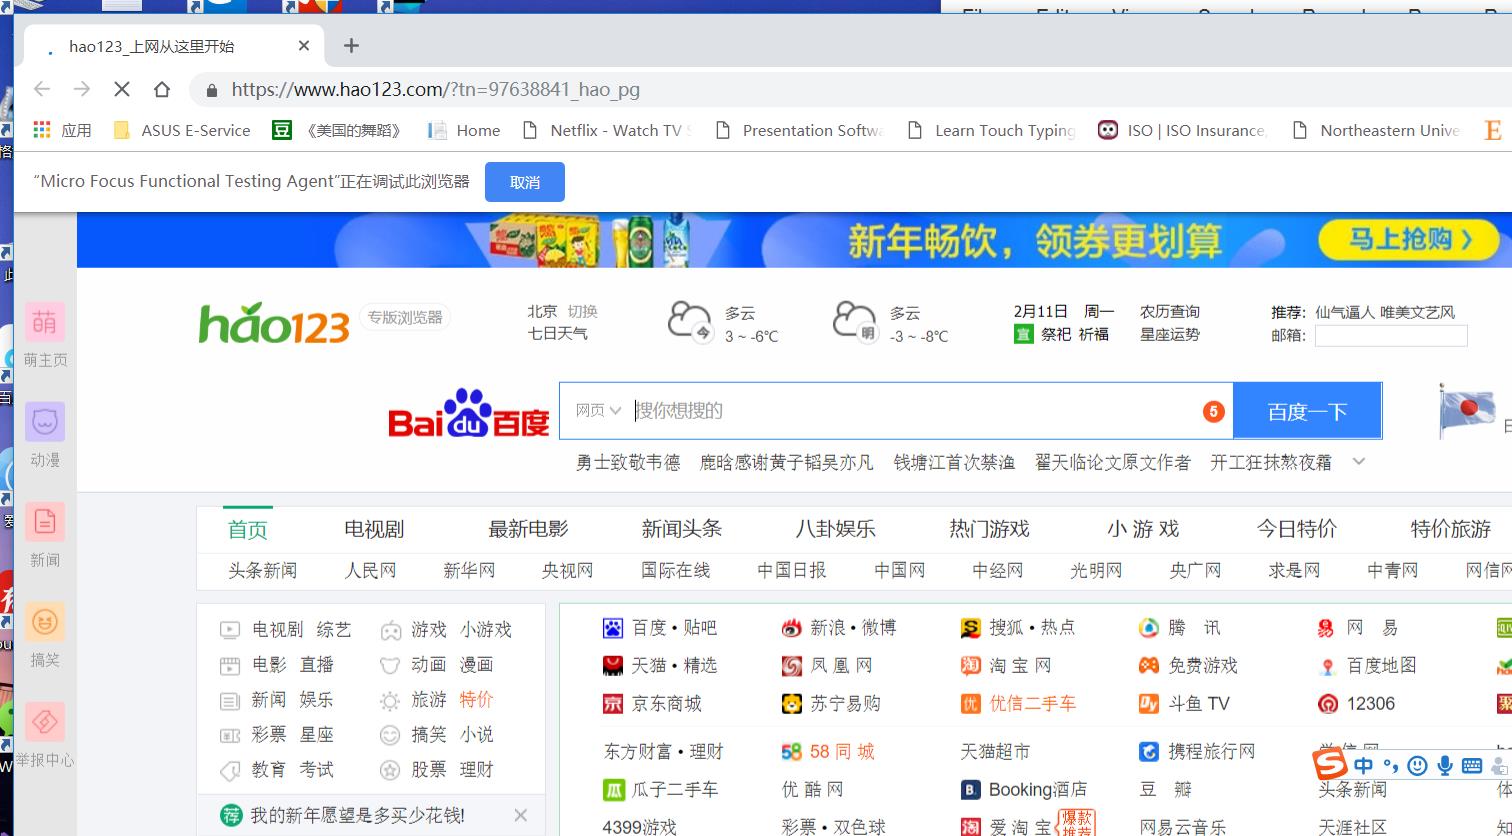 hao123_上网从这里开始
https://www.hao123.com/?tn=97638841_hao_pg
应用 ASUS E-Service 《美国的舞蹈》 Home Netflix - Watch TV Presentation Softwa Learn Touch Typing ISO | ISO Insurance, Northeastern Unive
“Micro Focus Functional Testing Agent”正在调试此浏览器 取消
新年畅饮，领券更划算 马上抢购
hao123 专版浏览器
北京 切换 多云 多云 2月11日 周一 农历查询 推荐: 仙气逼人 唯美文艺风
七日天气 今 3 ~ -6℃ 明 -3 ~ -8℃ 宜 祭祀 祈福 星座运势 邮箱:
Baidu百度 网页 搜你想搜的 5 百度一下
勇士致敬韦德 鹿晗感谢黄子韬吴亦凡 钱塘江首次禁渔 翟天临论文原文作者 开工狂抹熬夜霜
萌
萌主页
动漫
新闻
搞笑
举报中心
首页 电视剧 最新电影 新闻头条 八卦娱乐 热门游戏 小 游 戏 今日特价 特价旅游
头条新闻 人民网 新华网 央视网 国际在线 中国日报 中国网 中经网 光明网 央广网 求是网 中青网 网信网
电视剧 综艺 游戏 小游戏
电影 直播 动画 漫画
新闻 娱乐 旅游 特价
彩票 星座 搞笑 小说
教育 考试 股票 理财
荐 我的新年愿望是多买少花钱!
百度 • 贴吧 新浪 • 微博 搜狐 • 热点 腾 讯 网 易
天猫 • 精选 凤 凰 网 淘 宝 网 免费游戏 百度地图
京东商城 苏宁易购 优信二手车 斗鱼 TV 12306
东方财富 • 理财 58 同 城 天猫超市 携程旅行网
瓜子二手车 优 酷 网 Booking酒店 豆 瓣 头条新闻
4399游戏 彩票 • 双色球 爱 淘 宝 爆款 网易云音乐 天涯社区
中